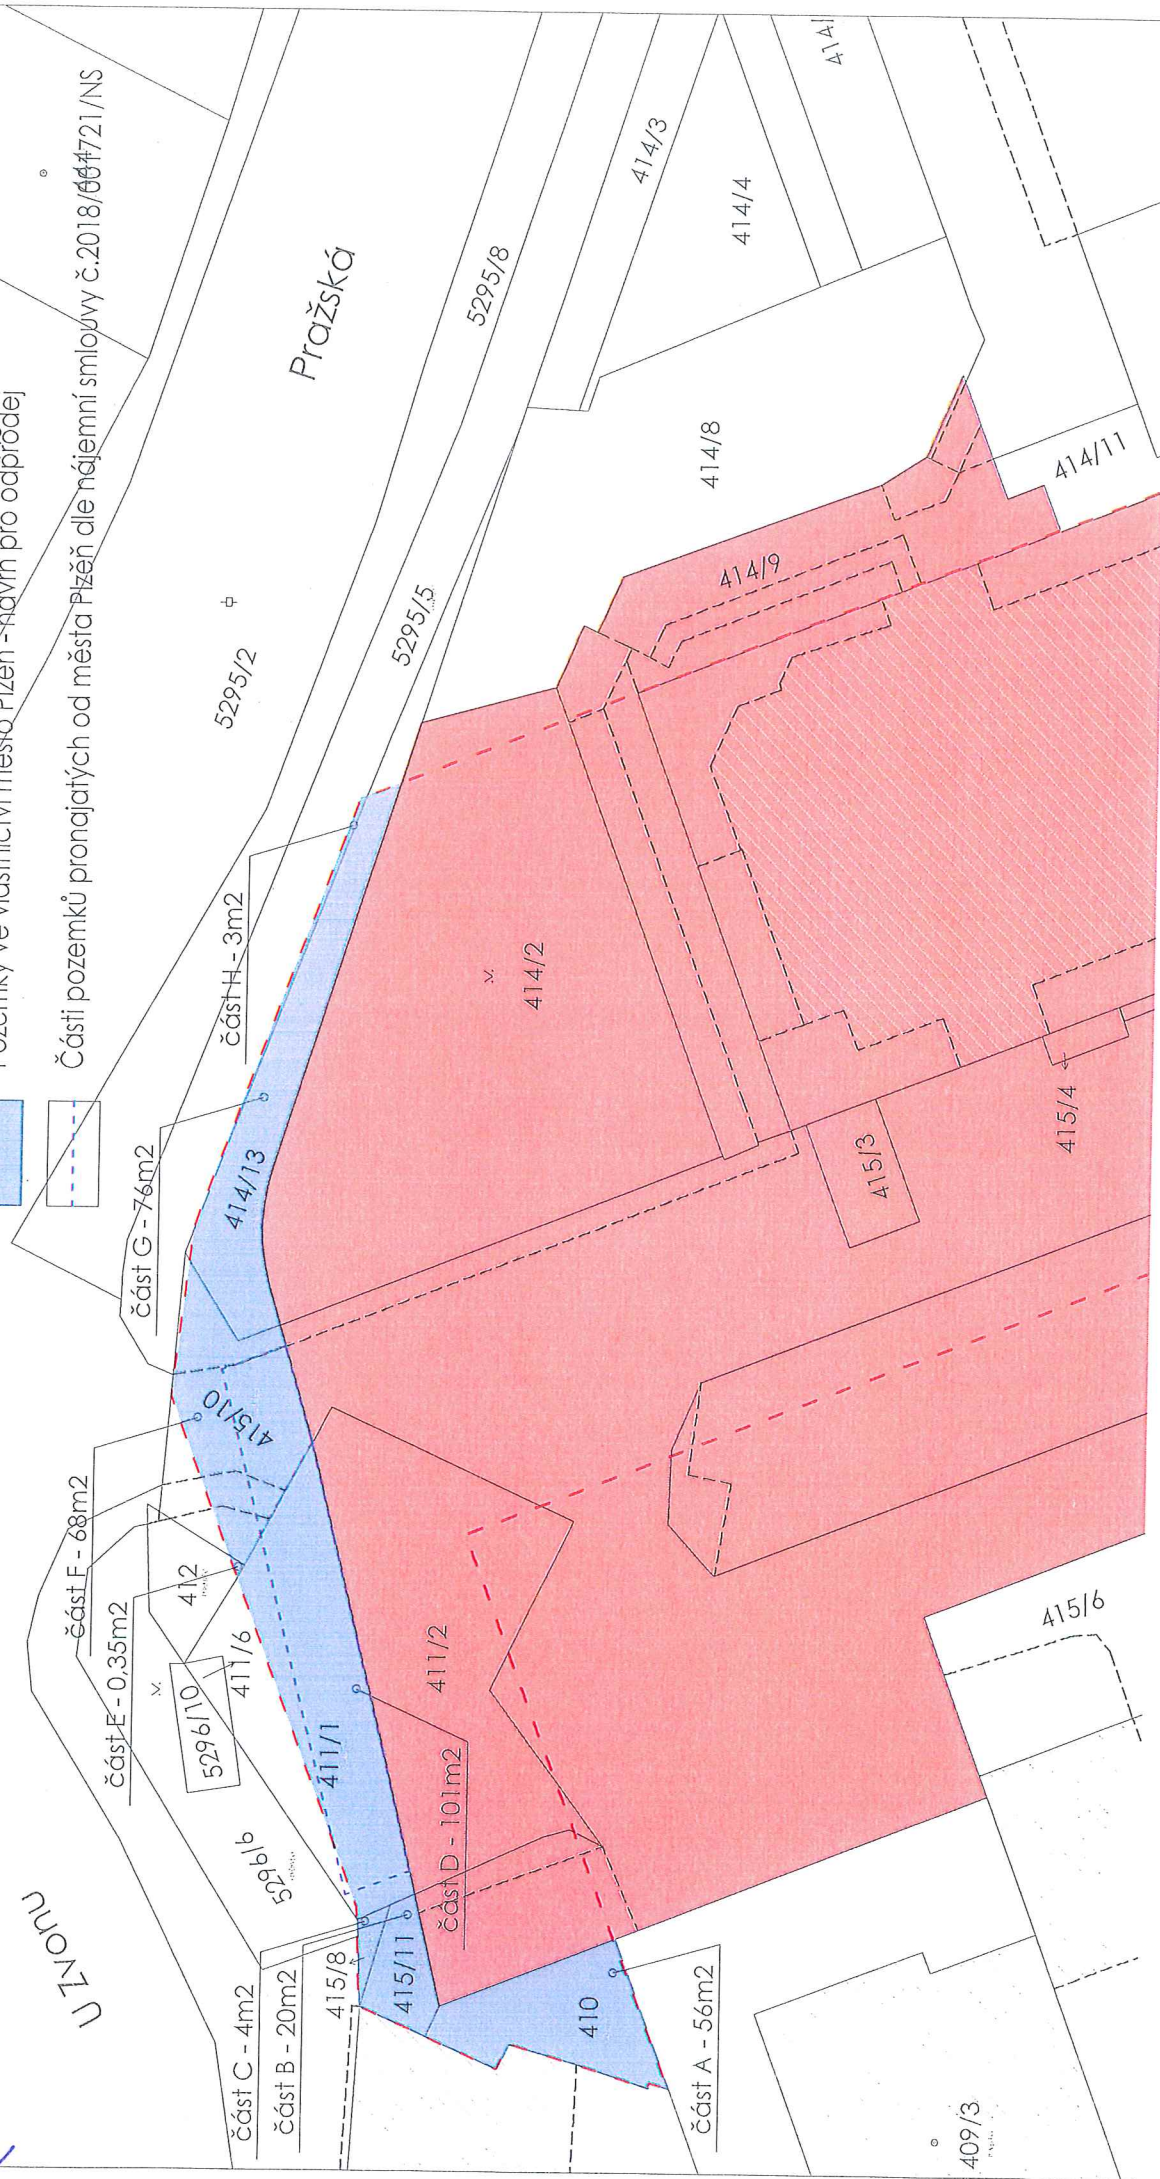 Pozemky ve vlastnictví město Plzeň - návrh pro odprodej
Části pozemků pronajatých od města Plzeň dle nájemní smlouvy č.2018/001721/NS
U Zvonu
Pražská
5295/2
5295/5
5295/8
414/3
414/4
414/8
414/11
414/9
414/2
414/13
415/10
415/3
415/4
415/6
412
411/6
5296/10
5296/6
411/1
411/2
415/8
415/11
410
409/3
část H - 3m2
část G - 76m2
část F - 68m2
část E - 0,35m2
část D - 101m2
část C - 4m2
část B - 20m2
část A - 56m2